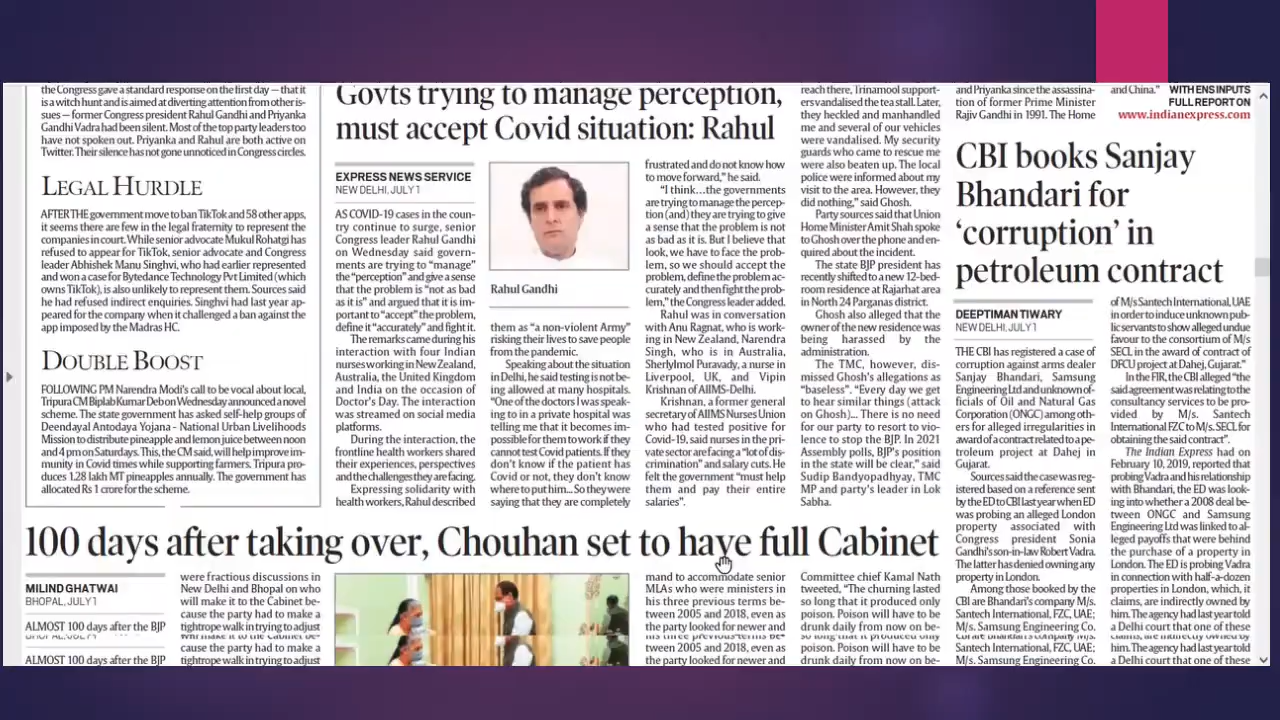 the Congress gave a standard response on the first day — that it
is a witch hunt and is aimed at diverting attention from other is-
sues — former Congress president Rahul Gandhi and Priyanka
Gandhi Vadra had been silent. Most of the top party leaders too
have not spoken out. Priyanka and Rahul are both active on
Twitter. Their silence has not gone unnoticed in Congress circles.
LEGAL HURDLE
AFTER THE government move to ban TikTok and 58 other apps,
it seems there are few in the legal fraternity to represent the
companies in court. While senior advocate Mukul Rohatgi has
refused to appear for TikTok, senior advocate and Congress
leader Abhishek Manu Singhvi, who had earlier represented
and won a case for Bytedance Technology Pvt Limited (which
owns TikTok), is also unlikely to represent them. Sources said
he had refused indirect enquiries. Singhvi had last year ap-
peared for the company when it challenged a ban against the
app imposed by the Madras HC.
DOUBLE BOOST
FOLLOWING PM Narendra Modi's call to be vocal about local,
Tripura CM Biplab Kumar Deb on Wednesday announced a novel
scheme. The state government has asked self-help groups of
Deendayal Antodaya Yojana - National Urban Livelihoods
Mission to distribute pineapple and lemon juice between noon
and 4 pm on Saturdays. This, the CM said, will help improve im-
munity in Covid times while supporting farmers. Tripura pro-
duces 1.28 lakh MT pineapples annually. The government has
allocated Rs 1 crore for the scheme.
Govts trying to manage perception,
must accept Covid situation: Rahul
EXPRESS NEWS SERVICE
NEW DELHI, JULY 1
AS COVID-19 cases in the coun-
try continue to surge, senior
Congress leader Rahul Gandhi
on Wednesday said govern-
ments are trying to "manage"
the "perception" and give a sense
that the problem is "not as bad
as it is" and argued that it is im-
portant to "accept" the problem,
define it "accurately" and fight it.
The remarks came during his
interaction with four Indian
nurses working in New Zealand,
Australia, the United Kingdom
and India on the occasion of
Doctor's Day. The interaction
was streamed on social media
platforms.
During the interaction, the
frontline health workers shared
their experiences, perspectives
and the challenges they are facing.
Expressing solidarity with
health workers, Rahul described
Rahul Gandhi
them as "a non-violent Army"
risking their lives to save people
from the pandemic.
Speaking about the situation
in Delhi, he said testing is not be-
ing allowed at many hospitals.
"One of the doctors I was speak-
ing to in a private hospital was
telling me that it becomes im-
possible for them to work if they
cannot test Covid patients. If they
don't know if the patient has
Covid or not, they don't know
where to put him... So they were
saying that they are completely
frustrated and do not know how
to move forward," he said.
"I think...the governments
are trying to manage the percep-
tion (and) they are trying to give
a sense that the problem is not
as bad as it is. But I believe that
look, we have to face the prob-
lem, so we should accept the
problem, define the problem ac-
curately and then fight the prob-
lem," the Congress leader added.
Rahul was in conversation
with Anu Ragnat, who is work-
ing in New Zealand, Narendra
Singh, who is in Australia,
Sherlylmol Puravady, a nurse in
Liverpool, UK, and Vipin
Krishnan of AIIMS-Delhi.
Krishnan, a former general
secretary of AIIMS Nurses Union
who had tested positive for
Covid-19, said nurses in the pri-
vate sector are facing a "lot of dis-
crimination" and salary cuts. He
felt the government "must help
them and pay their entire
salaries".
reach there, Trinamool support-
ers vandalised the tea stall. Later,
they heckled and manhandled
me and several of our vehicles
were vandalised. My security
guards who came to rescue me
were also beaten up. The local
police were informed about my
visit to the area. However, they
did nothing," said Ghosh.
Party sources said that Union
Home Minister Amit Shah spoke
to Ghosh over the phone and en-
quired about the incident.
The state BJP president has
recently shifted to a new 12-bed-
room residence at Rajarhat area
in North 24 Parganas district.
Ghosh also alleged that the
owner of the new residence was
being harassed by the
administration.
The TMC, however, dis-
missed Ghosh's allegations as
"baseless". "Every day we get
to hear similar things (attack
on Ghosh)... There is no need
for our party to resort to vio-
lence to stop the BJP. In 2021
Assembly polls, BJP's position
in the state will be clear," said
Sudip Bandyopadhyay, TMC
MP and party's leader in Lok
Sabha.
and Priyanka since the assassina-
tion of former Prime Minister
Rajiv Gandhi in 1991. The Home
and China."
WITH ENS INPUTS
FULL REPORT ON
www.indianexpress.com
CBI books Sanjay
Bhandari for
'corruption' in
petroleum contract
DEEPTIMAN TIWARY
NEW DELHI, JULY 1
THE CBI has registered a case of
corruption against arms dealer
Sanjay Bhandari, Samsung
Engineering Ltd and unknown of-
ficials of Oil and Natural Gas
Corporation (ONGC) among oth-
ers for alleged irregularities in
award of a contract related to a pe-
troleum project at Dahej in
Gujarat.
Sources said the case was reg-
istered based on a reference sent
by the ED to CBI last year when ED
was probing an alleged London
property associated with
Congress president Sonia
Gandhi's son-in-law Robert Vadra.
The latter has denied owning any
property in London.
Among those booked by the
CBI are Bhandari's company M/s.
Santech International, FZC, UAE;
M/s. Samsung Engineering Co.
CBI are Bhandari's company M/s.
Santech International, FZC, UAE;
M/s. Samsung Engineering Co.
of M/s Santech International, UAE
in order to induce unknown pub-
lic servants to show alleged undue
favour to the consortium of M/s
SECL in the award of contract of
DFCU project at Dahej, Gujarat."
In the FIR, the CBI alleged "the
said agreement was relating to the
consultancy services to be pro-
vided by M/s. Santech
International FZC to M/s. SECL for
obtaining the said contract".
The Indian Express had on
February 10, 2019, reported that
probing Vadra and his relationship
with Bhandari, the ED was look-
ing into whether a 2008 deal be-
tween ONGC and Samsung
Engineering Ltd was linked to al-
leged payoffs that were behind
the purchase of a property in
London. The ED is probing Vadra
in connection with half-a-dozen
properties in London, which, it
claims, are indirectly owned by
him. The agency had last year told
a Delhi court that one of these
claims, are indirectly owned by
him. The agency had last year told
a Delhi court that one of these
100 days after taking over, Chouhan set to have full Cabinet
MILIND GHATWAI
BHOPAL, JULY 1
ALMOST 100 days after the BJP
BHOPAL, JULY 1
ALMOST 100 days after the BJP
were fractious discussions in
New Delhi and Bhopal on who
will make it to the Cabinet be-
cause the party had to make a
tightrope walk in trying to adjust
will make it to the Cabinet be-
cause the party had to make a
tightrope walk in trying to adjust
mand to accommodate senior
MLAs who were ministers in
his three previous terms be-
tween 2005 and 2018, even as
the party looked for newer and
his three previous terms be-
tween 2005 and 2018, even as
the party looked for newer and
Committee chief Kamal Nath
tweeted, "The churning lasted
so long that it produced only
poison. Poison will have to be
drunk daily from now on be-
so long that it produced only
poison. Poison will have to be
drunk daily from now on be-